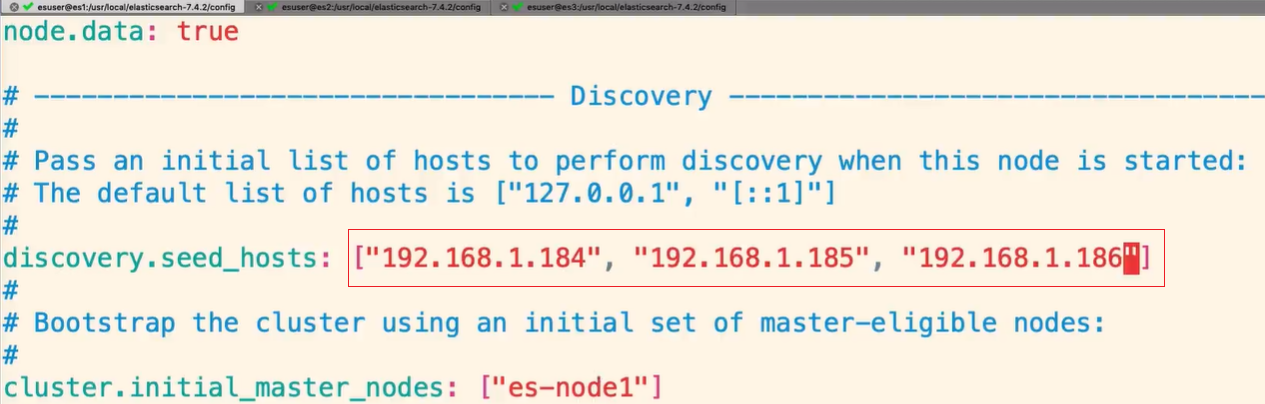 esuser@es1:/usr/local/elasticsearch-7.4.2/config esuser@es2:/usr/local/elasticsearch-7.4.2/config esuser@es3:/usr/local/elasticsearch-7.4.2/config
node.data: true
# --------------------------------- Discovery ----------------------------------
#
# Pass an initial list of hosts to perform discovery when this node is started:
# The default list of hosts is ["127.0.0.1", "[::1]"]
#
discovery.seed_hosts: ["192.168.1.184", "192.168.1.185", "192.168.1.186"]
#
# Bootstrap the cluster using an initial set of master-eligible nodes:
#
cluster.initial_master_nodes: ["es-node1"]